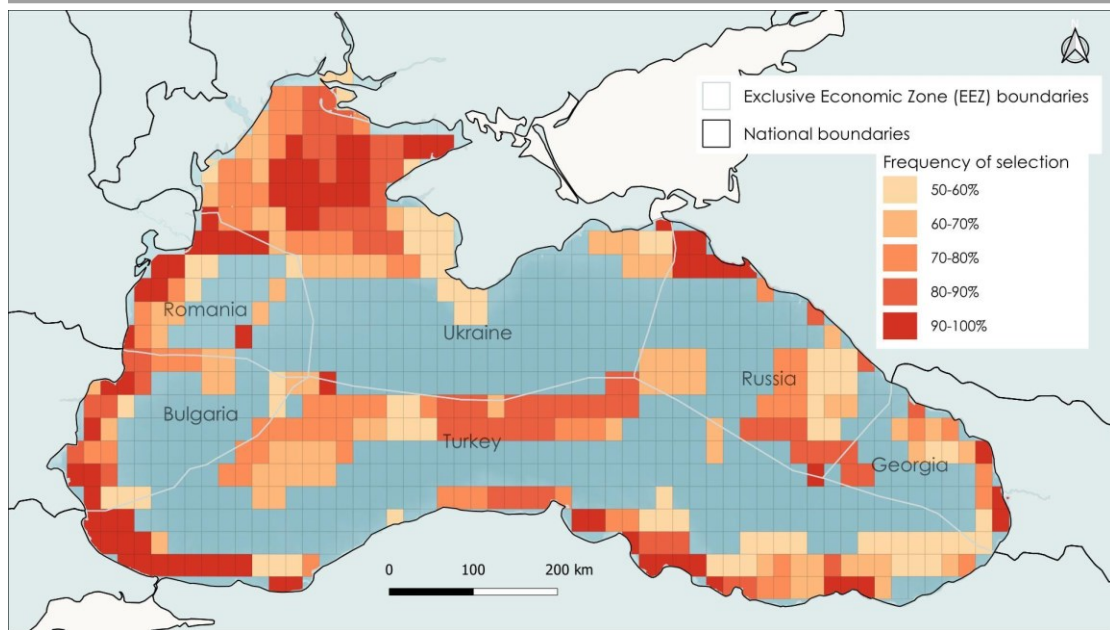 N
Exclusive Economic Zone (EEZ) boundaries
National boundaries
Frequency of selection
50-60%
60-70%
70-80%
80-90%
90-100%
Romania
Ukraine
Russia
Bulgaria
Turkey
Georgia
0 100 200 km